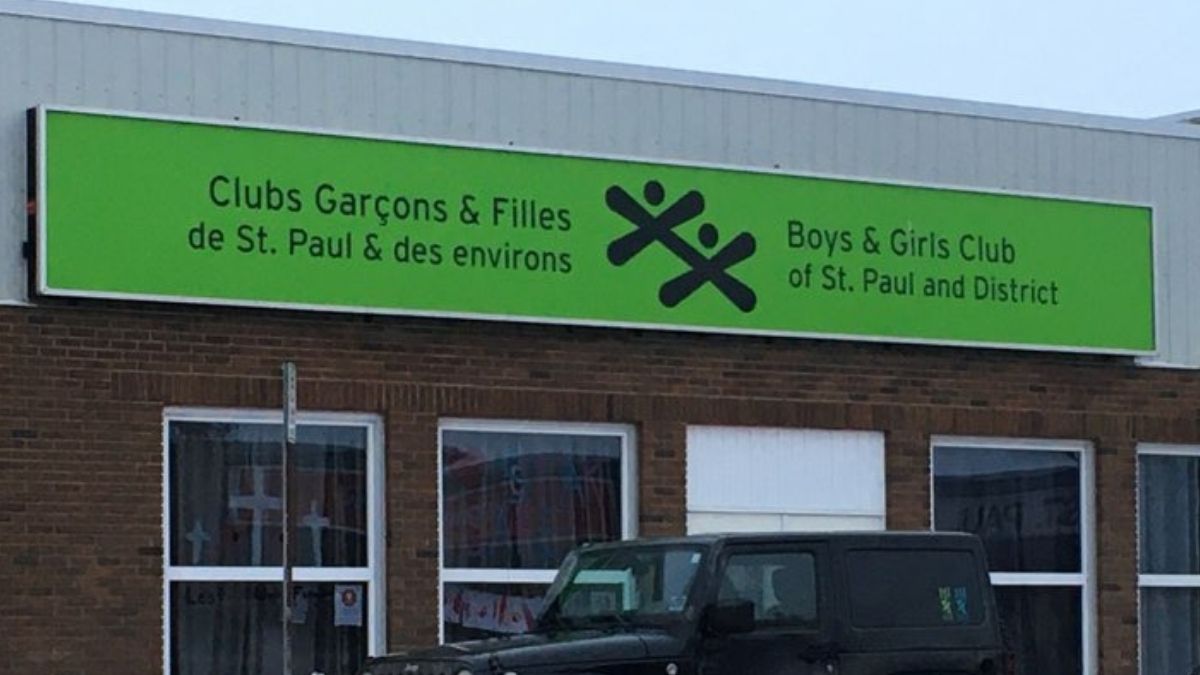 Clubs Garçons & Filles
de St. Paul & des environs
Boys & Girls Club
of St. Paul and District